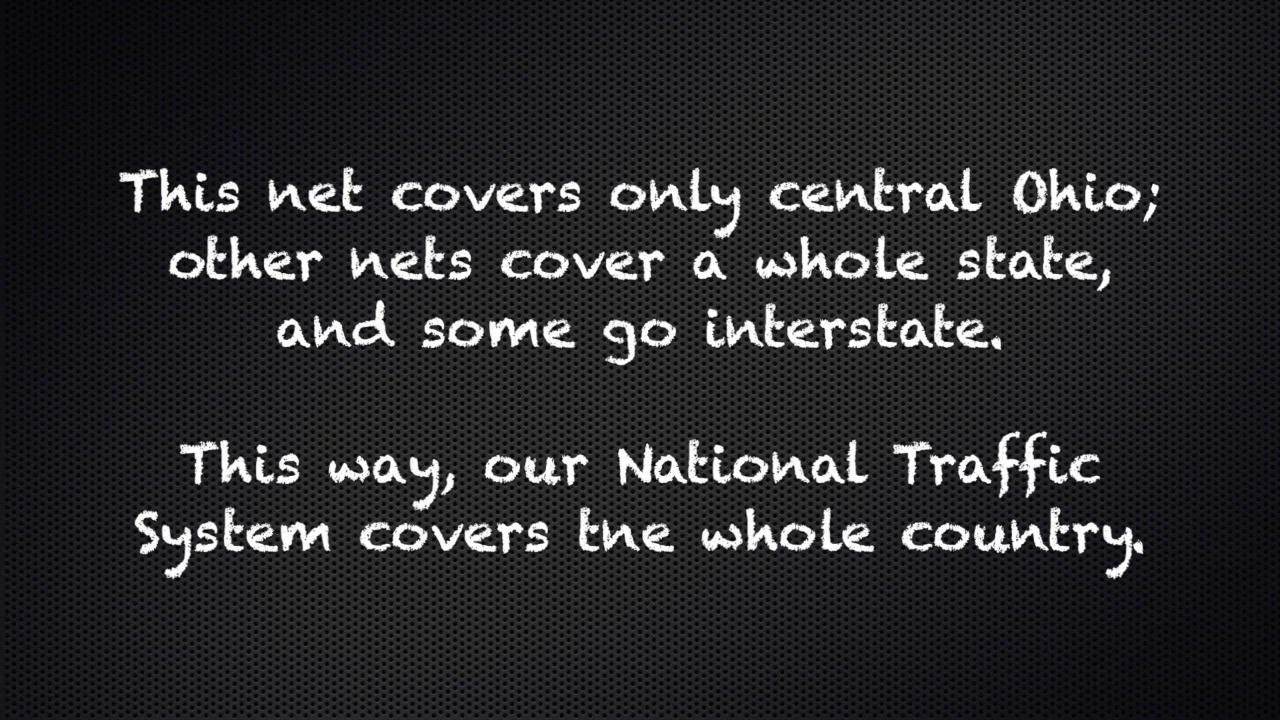 This net covers only central Ohio;
other nets cover a whole state,
and some go interstate.
This way, our National Traffic
System covers the whole country.